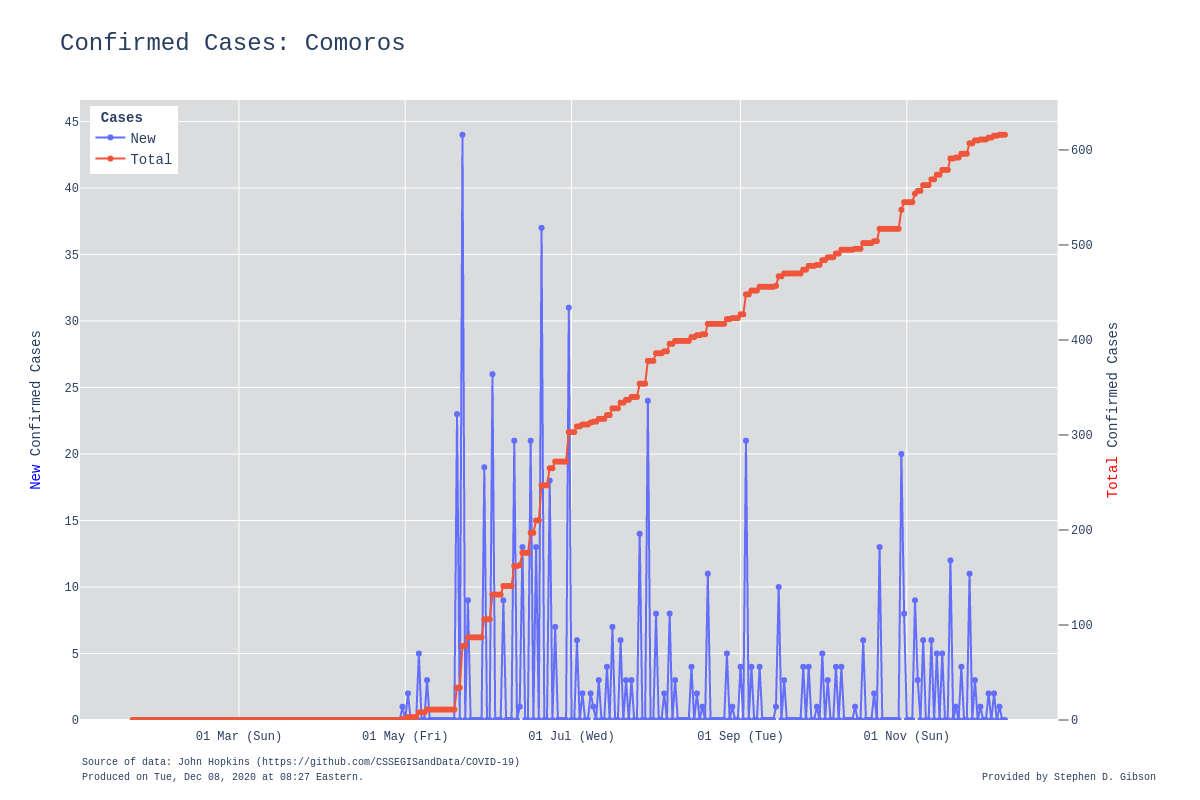 Confirmed Cases: Comoros
Cases
New
Total
45
40
35
30
25
20
15
10
5
0
600
500
400
300
200
100
0
New Confirmed Cases
Total Confirmed Cases
01 Mar (Sun)
01 May (Fri)
01 Jul (Wed)
01 Sep (Tue)
01 Nov (Sun)
Source of data: John Hopkins (https://github.com/CSSEGISandData/COVID-19)
Produced on Tue, Dec 08, 2020 at 08:27 Eastern.
Provided by Stephen D. Gibson